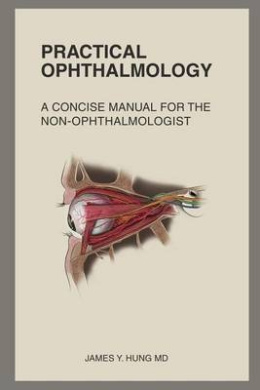 PRACTICAL
OPHTHALMOLOGY
A CONCISE MANUAL FOR THE
NON-OPHTHALMOLOGIST
JAMES Y. HUNG MD